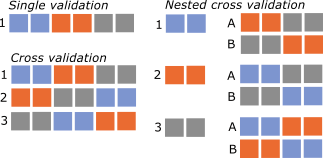 Single validation
1
Cross validation
1
2
3
Nested cross validation
1
A
B
2
A
B
3
A
B